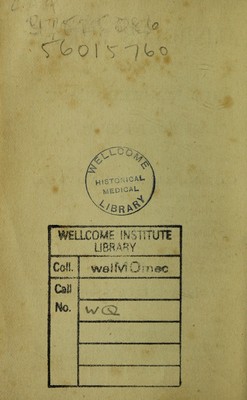 56015760
WELLCOME
HISTORICAL
MEDICAL
LIBRARY
WELLCOME INSTITUTE
LIBRARY
Coll. welMOmec
Call
No. WQ